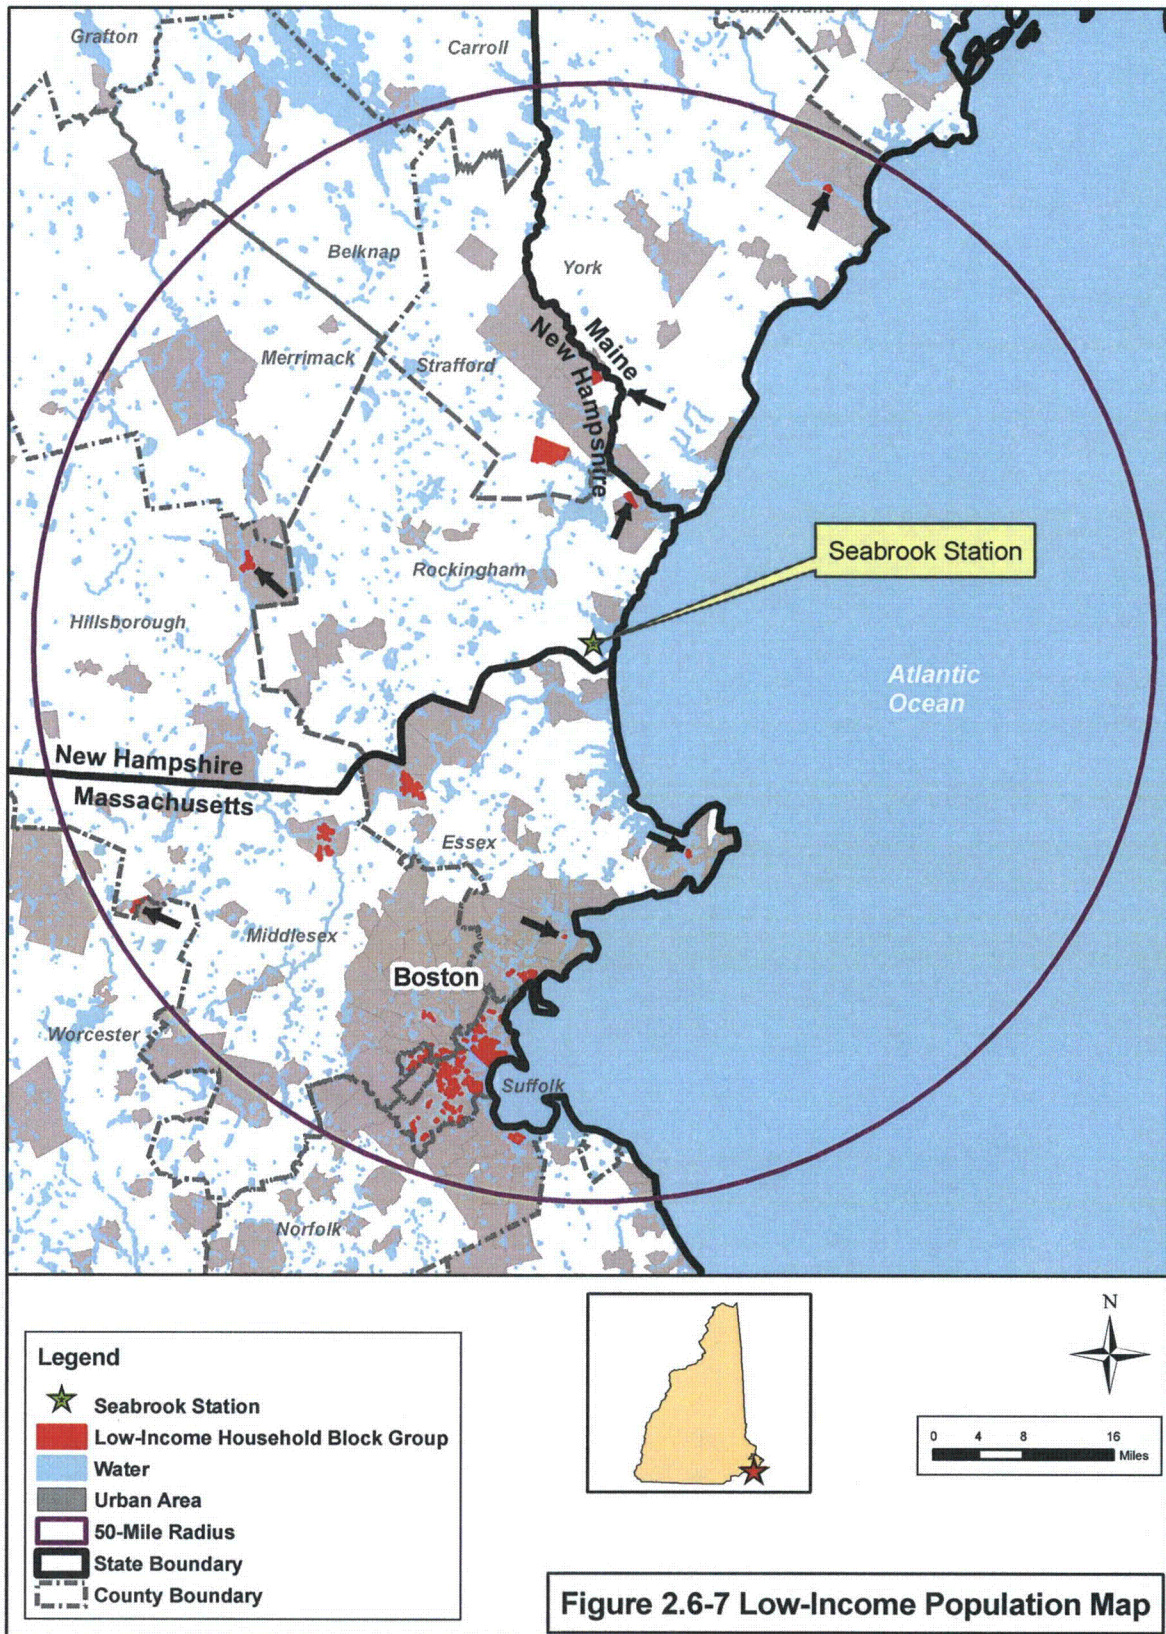 Cumberland
Grafton
Carroll
Belknap
York
Maine
New Hampshire
Merrimack
Strafford
Seabrook Station
Rockingham
Hillsborough
Atlantic
Ocean
New Hampshire
Massachusetts
Essex
Middlesex
Boston
Worcester
Suffolk
Norfolk
N
Legend
Seabrook Station
Low-Income Household Block Group
Water
Urban Area
50-Mile Radius
State Boundary
County Boundary
0 4 8 16
Miles
Figure 2.6-7 Low-Income Population Map